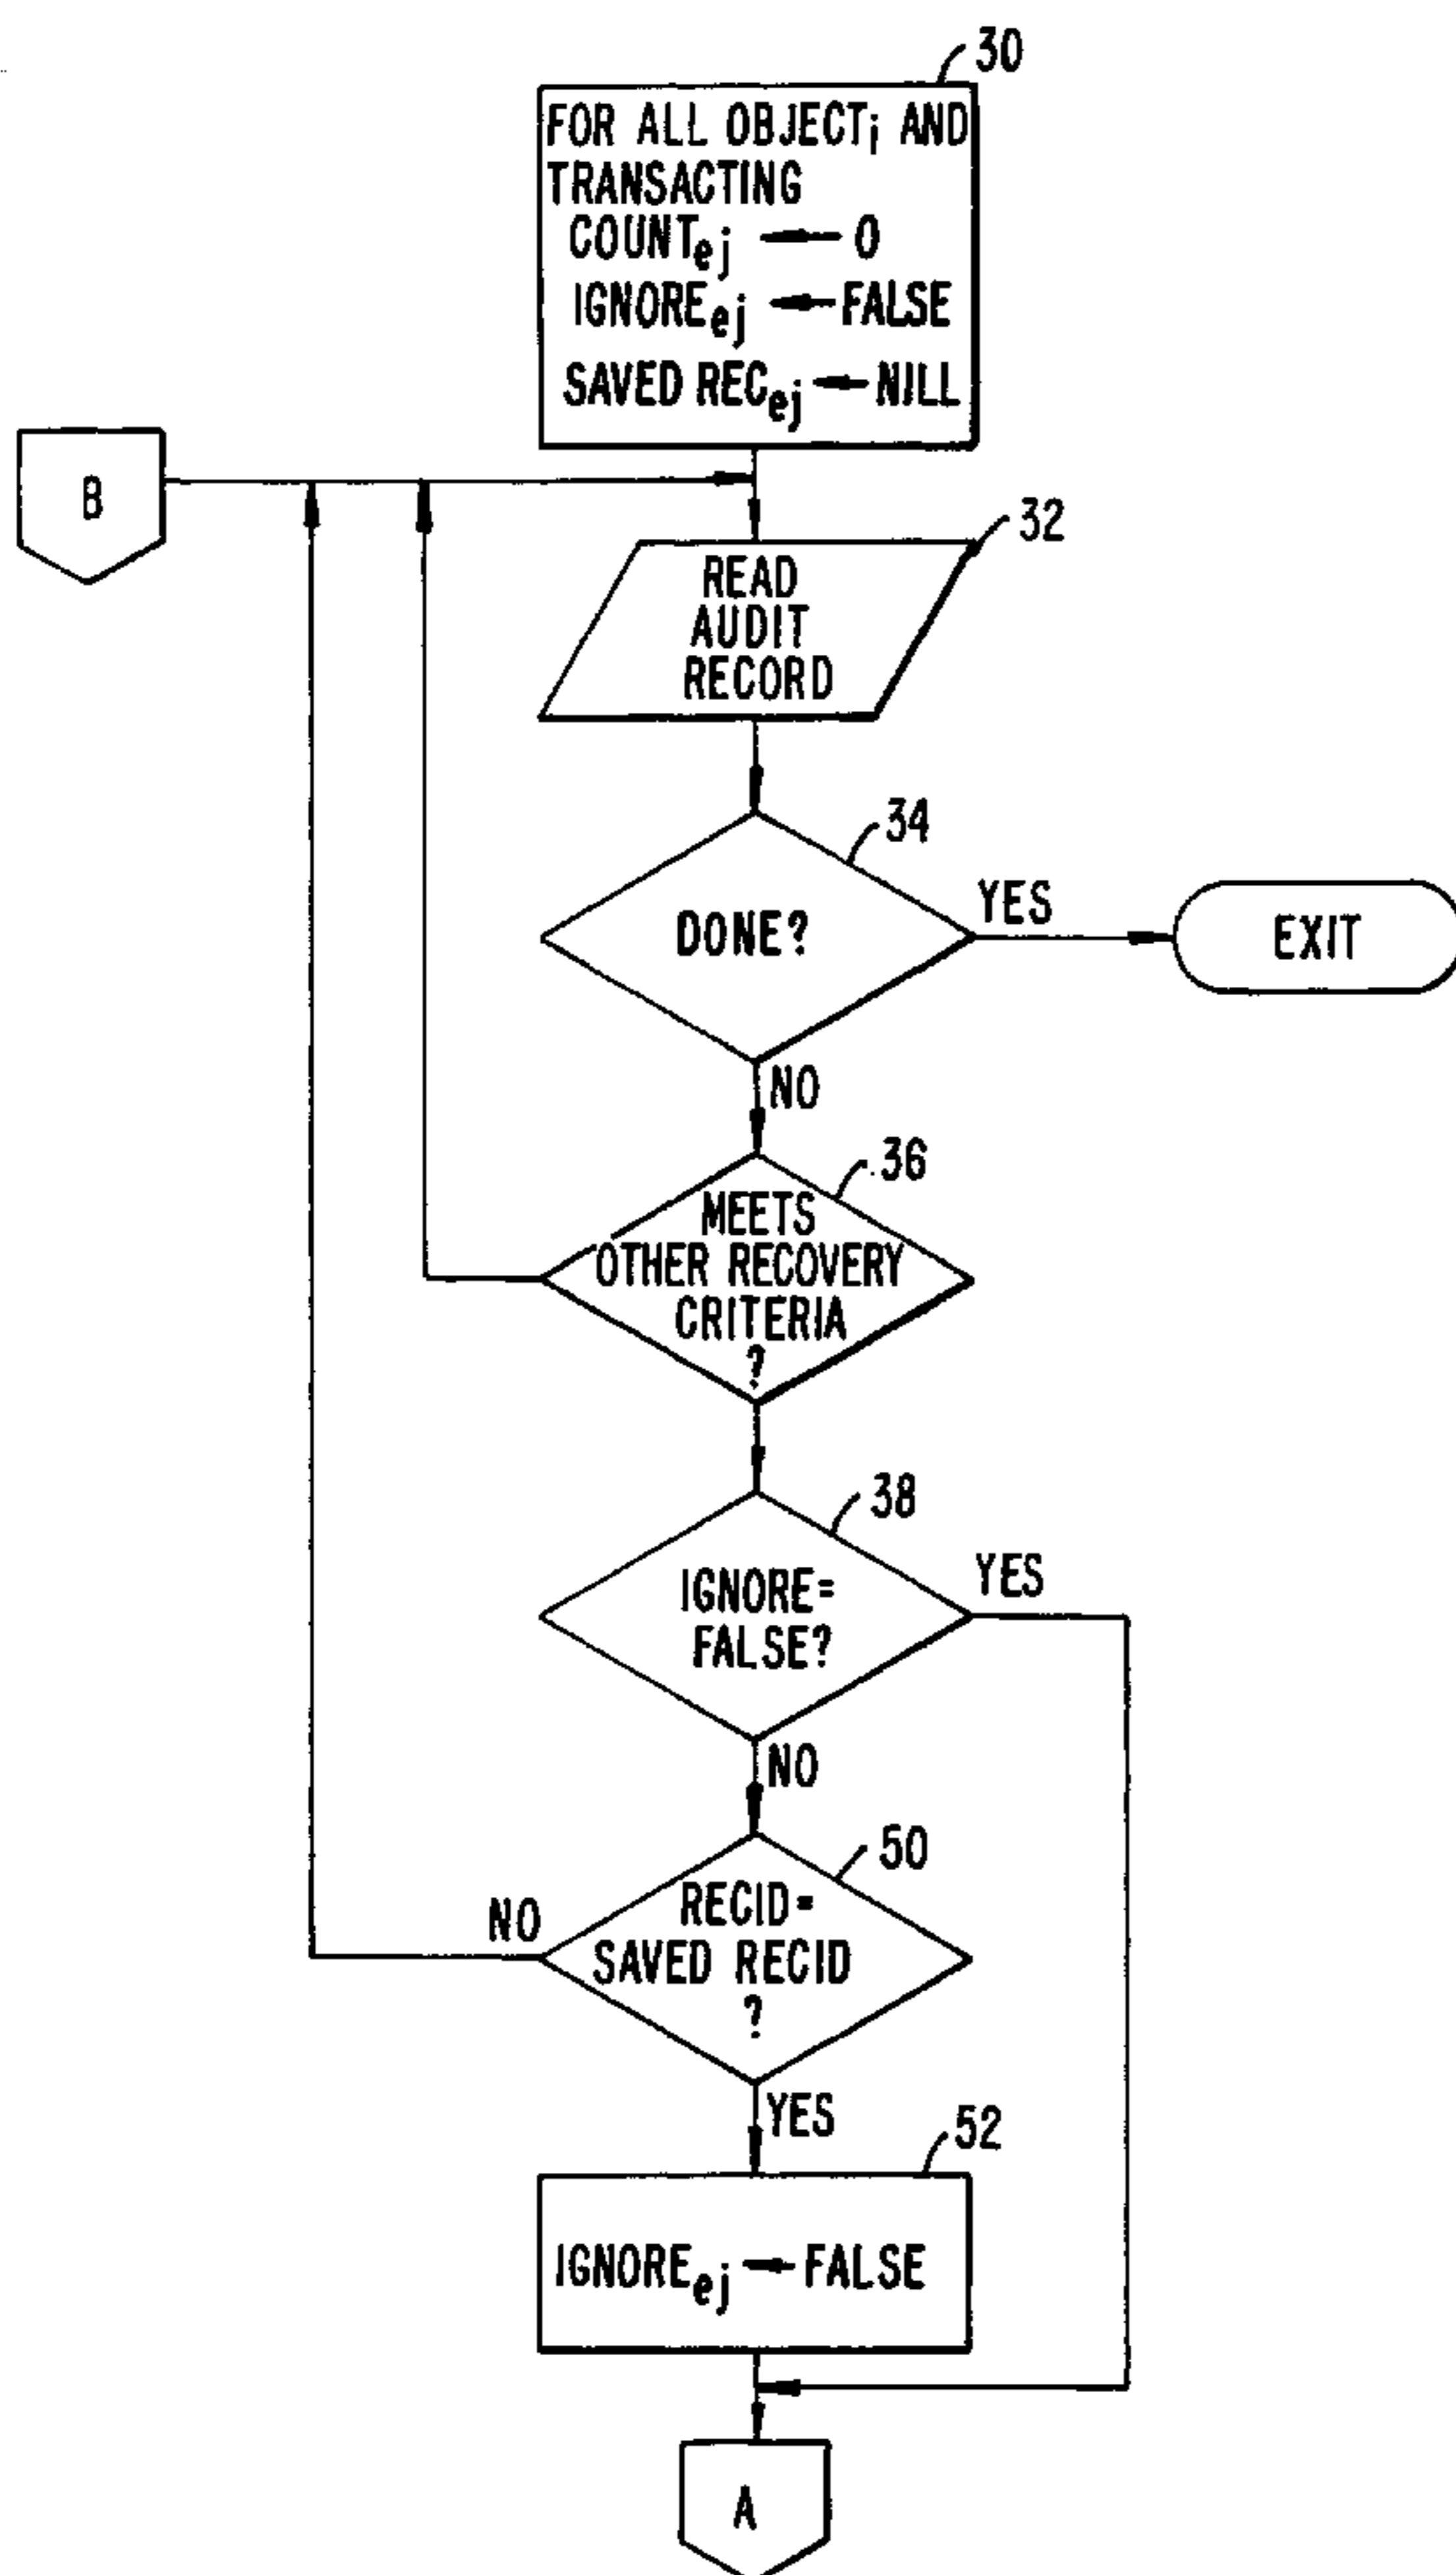 30
FOR ALL OBJECTj AND
TRANSACTING
COUNTej ← 0
IGNOREej ← FALSE
SAVED RECej ← NILL
B
32
READ
AUDIT
RECORD
34
DONE?
YES
EXIT
NO
36
MEETS
OTHER RECOVERY
CRITERIA
?
38
IGNORE=
FALSE?
YES
NO
50
RECID=
SAVED RECID
?
NO
YES
52
IGNOREej ← FALSE
A